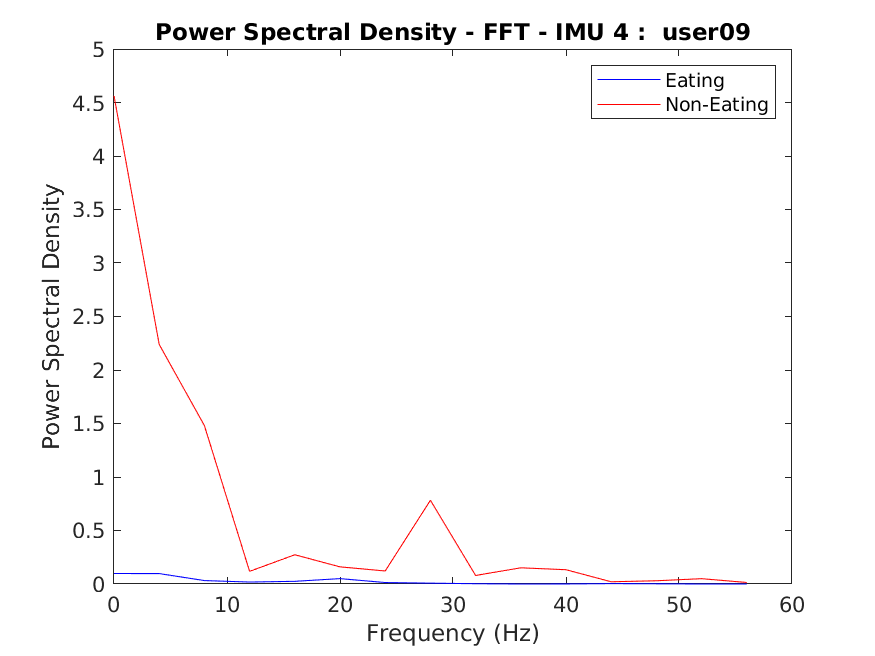 Power Spectral Density - FFT - IMU 4 :  user09
Eating
Non-Eating
Power Spectral Density
5
4.5
4
3.5
3
2.5
2
1.5
1
0.5
0
0 10 20 30 40 50 60
Frequency (Hz)